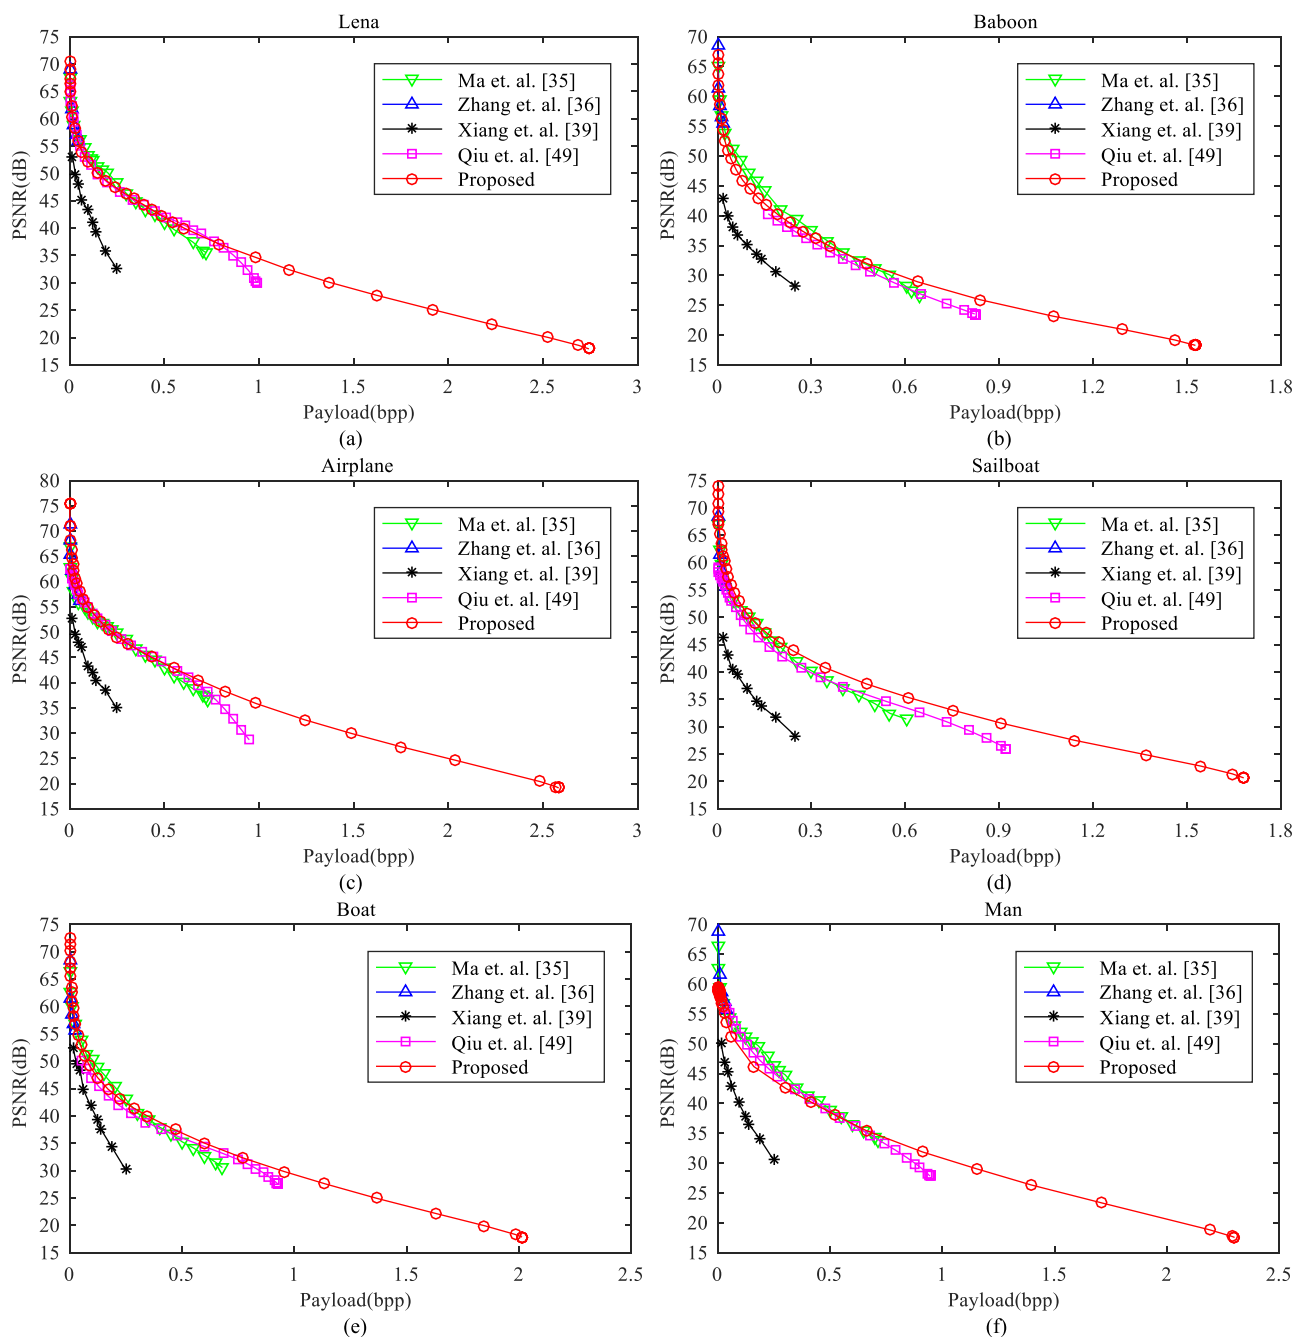 Lena
PSNR(dB)
75
70
65
60
55
50
45
40
35
30
25
20
15
0
0.5
1
1.5
2
2.5
3
Ma et. al. [35]
Zhang et. al. [36]
Xiang et. al. [39]
Qiu et. al. [49]
Proposed
Payload(bpp)
(a)
Baboon
PSNR(dB)
70
65
60
55
50
45
40
35
30
25
20
15
0
0.3
0.6
0.9
1.2
1.5
1.8
Ma et. al. [35]
Zhang et. al. [36]
Xiang et. al. [39]
Qiu et. al. [49]
Proposed
Payload(bpp)
(b)
Airplane
PSNR(dB)
80
75
70
65
60
55
50
45
40
35
30
25
20
15
0
0.5
1
1.5
2
2.5
3
Ma et. al. [35]
Zhang et. al. [36]
Xiang et. al. [39]
Qiu et. al. [49]
Proposed
Payload(bpp)
(c)
Sailboat
PSNR(dB)
75
70
65
60
55
50
45
40
35
30
25
20
15
0
0.3
0.6
0.9
1.2
1.5
1.8
Ma et. al. [35]
Zhang et. al. [36]
Xiang et. al. [39]
Qiu et. al. [49]
Proposed
Payload(bpp)
(d)
Boat
PSNR(dB)
75
70
65
60
55
50
45
40
35
30
25
20
15
0
0.5
1
1.5
2
2.5
Ma et. al. [35]
Zhang et. al. [36]
Xiang et. al. [39]
Qiu et. al. [49]
Proposed
Payload(bpp)
(e)
Man
PSNR(dB)
70
65
60
55
50
45
40
35
30
25
20
15
0
0.5
1
1.5
2
2.5
Ma et. al. [35]
Zhang et. al. [36]
Xiang et. al. [39]
Qiu et. al. [49]
Proposed
Payload(bpp)
(f)